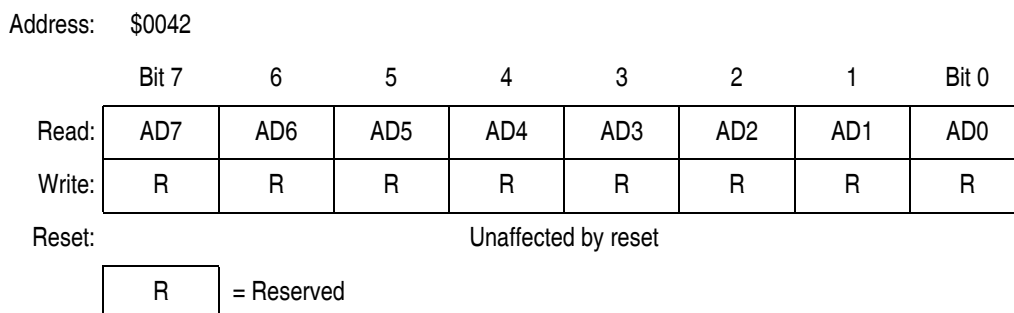 Address: $0042
Bit 7 6 5 4 3 2 1 Bit 0
Read: AD7 AD6 AD5 AD4 AD3 AD2 AD1 AD0
Write: R R R R R R R R
Reset: Unaffected by reset
R = Reserved